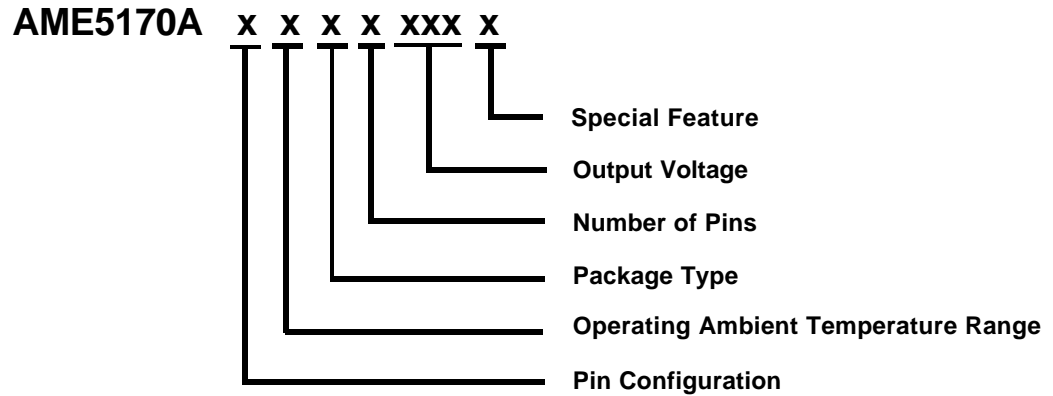 AME5170A x x x x xxx x
Special Feature
Output Voltage
Number of Pins
Package Type
Operating Ambient Temperature Range
Pin Configuration